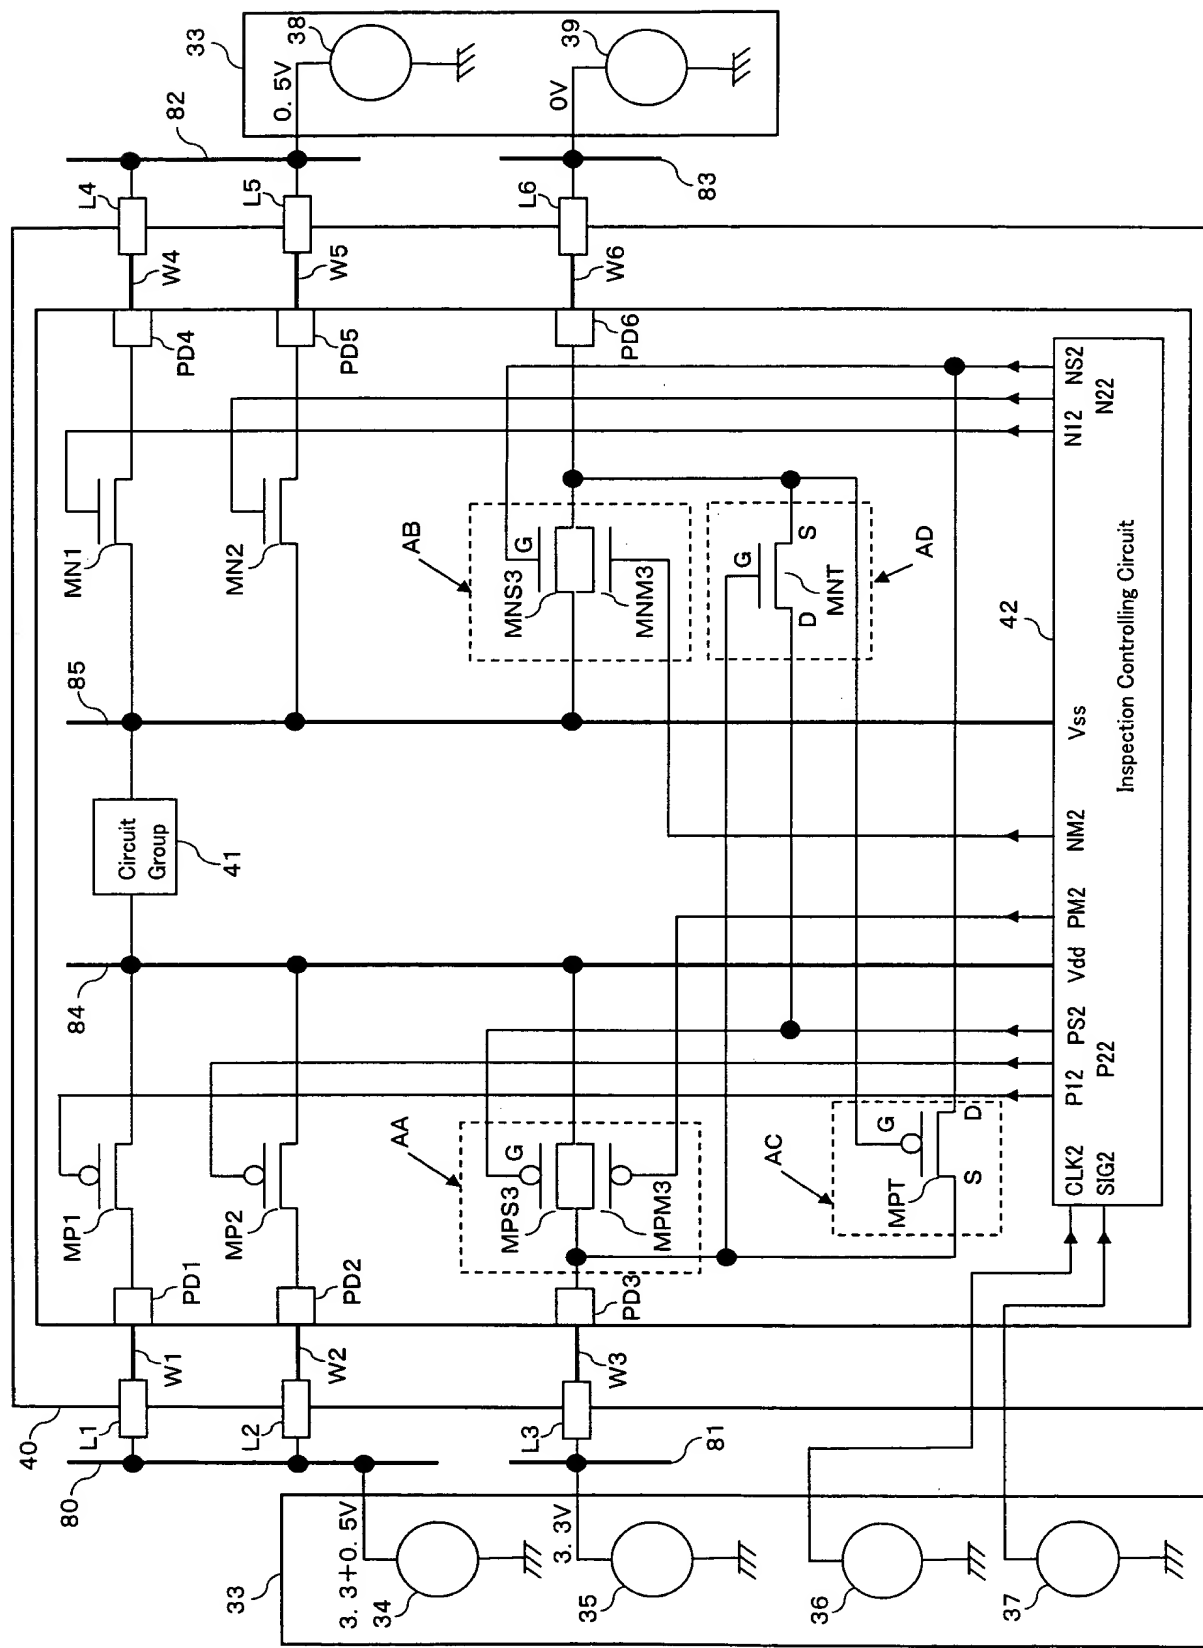 33
38
0. 5V
39
0V
82
83
L4
L5
L6
W4
W5
W6
PD4
PD5
PD6
MN1
MN2
AB
G
MNS3
MNM3
G
S
D
MNT
AD
NS2
N22
N12
42
Inspection Controlling Circuit
85
Vss
Circuit
Group
41
NM2
PM2
84
Vdd
PS2
P22
P12
CLK2
SIG2
MP1
MP2
AA
G
MPS3
MPM3
AC
G
D
S
MPT
PD1
PD2
PD3
W1
W2
W3
40
L1
L2
L3
80
81
33
3. 3+0. 5V
34
3. 3V
35
36
37